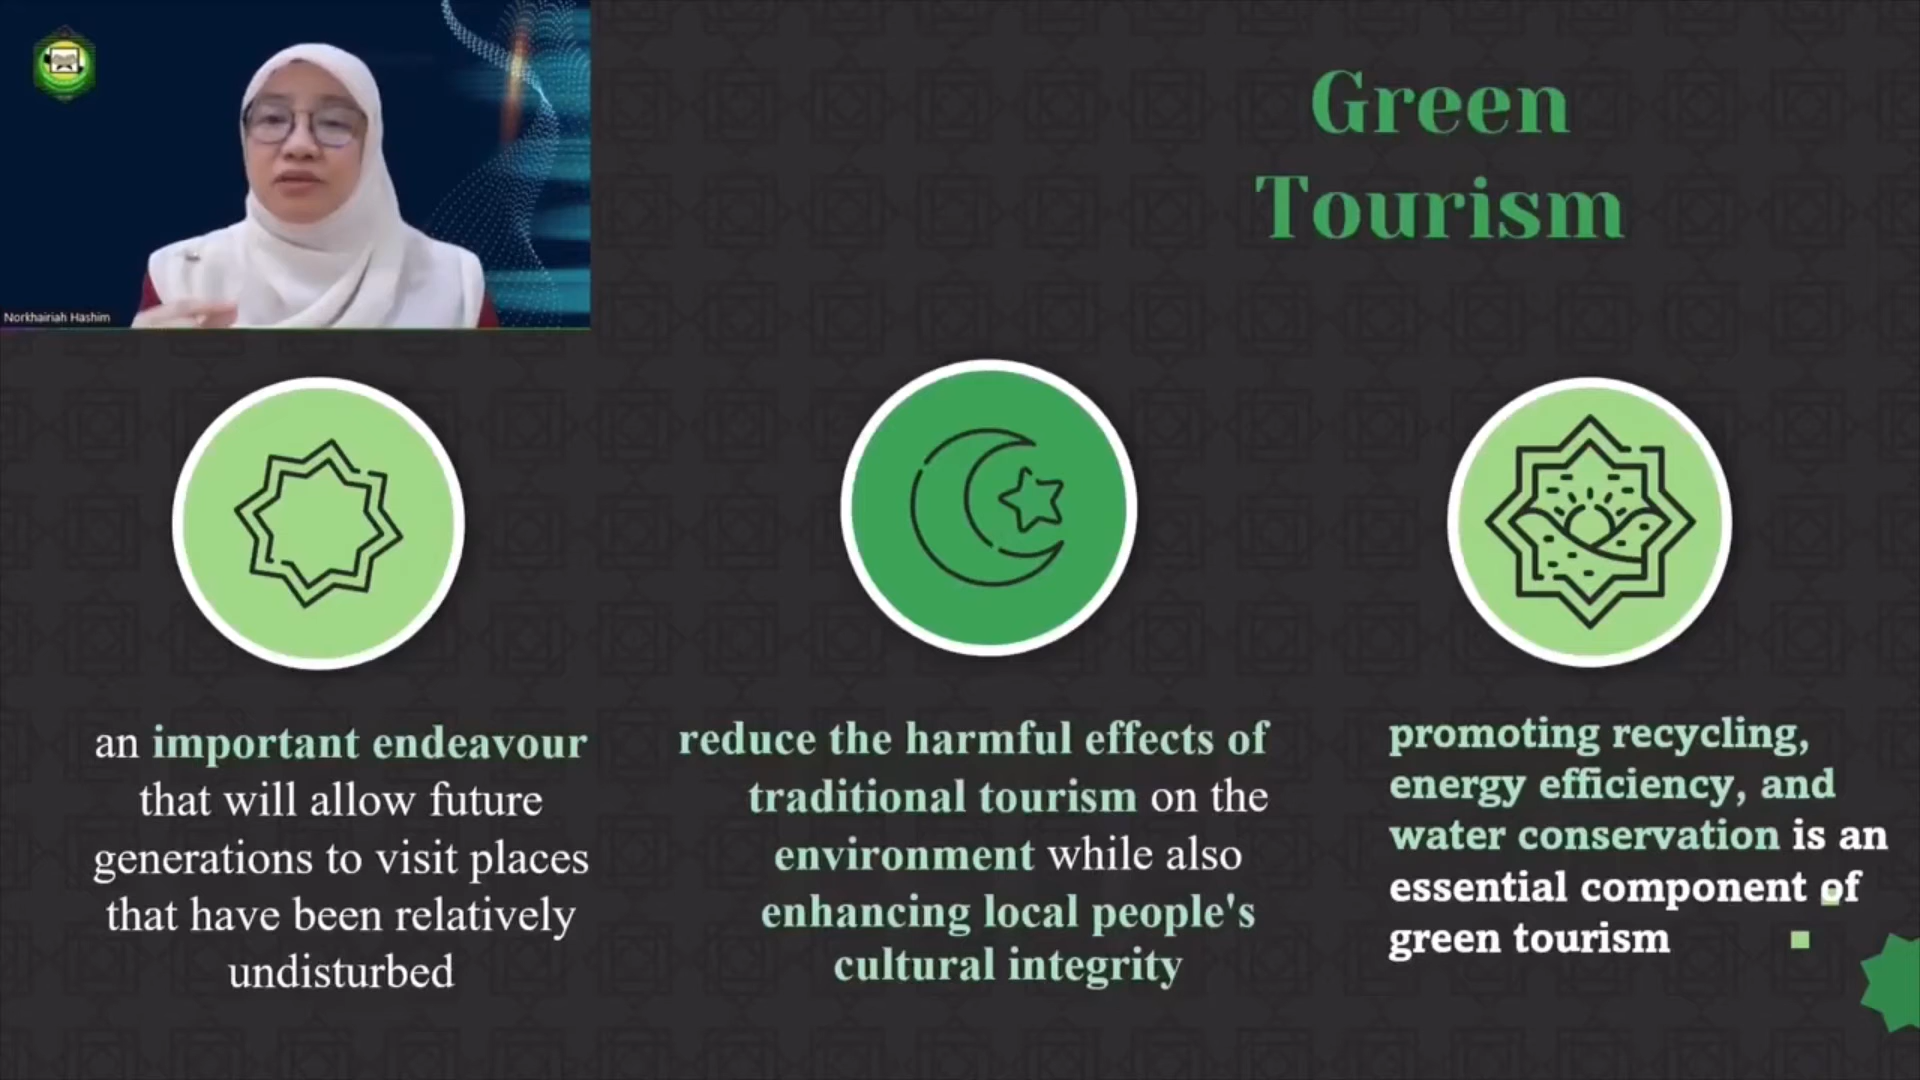 Norkhairiah Hashim
Green
Tourism
an important endeavour
that will allow future
generations to visit places
that have been relatively
undisturbed
reduce the harmful effects of
traditional tourism on the
environment while also
enhancing local people's
cultural integrity
promoting recycling,
energy efficiency, and
water conservation is an
essential component of
green tourism